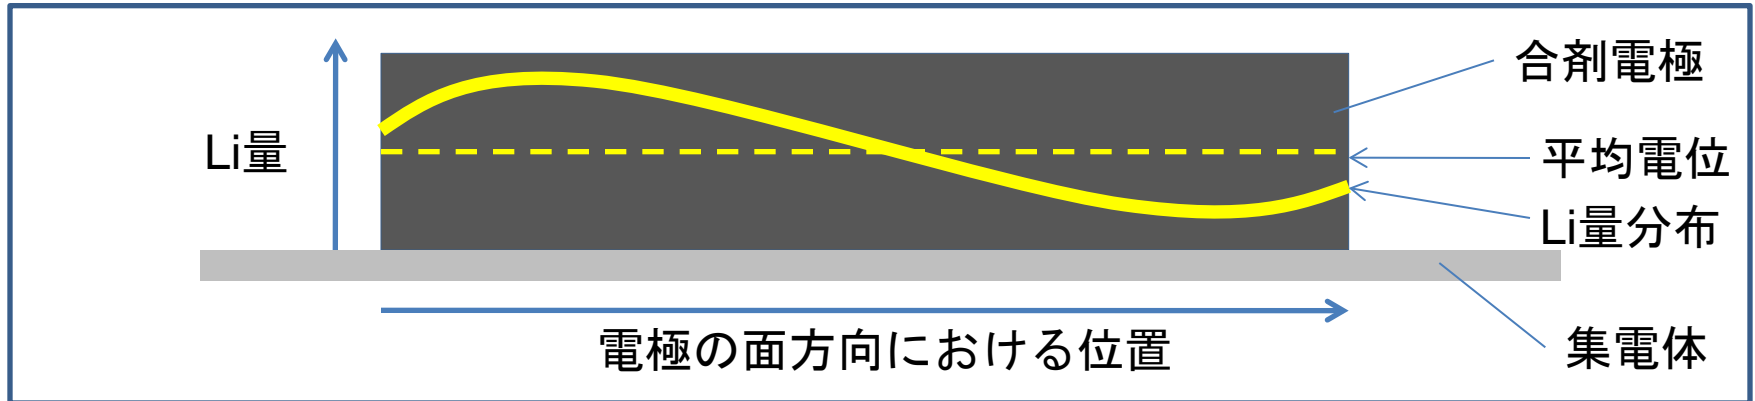 合剤電極
Li量
平均電位
Li量分布
電極の面方向における位置
集電体